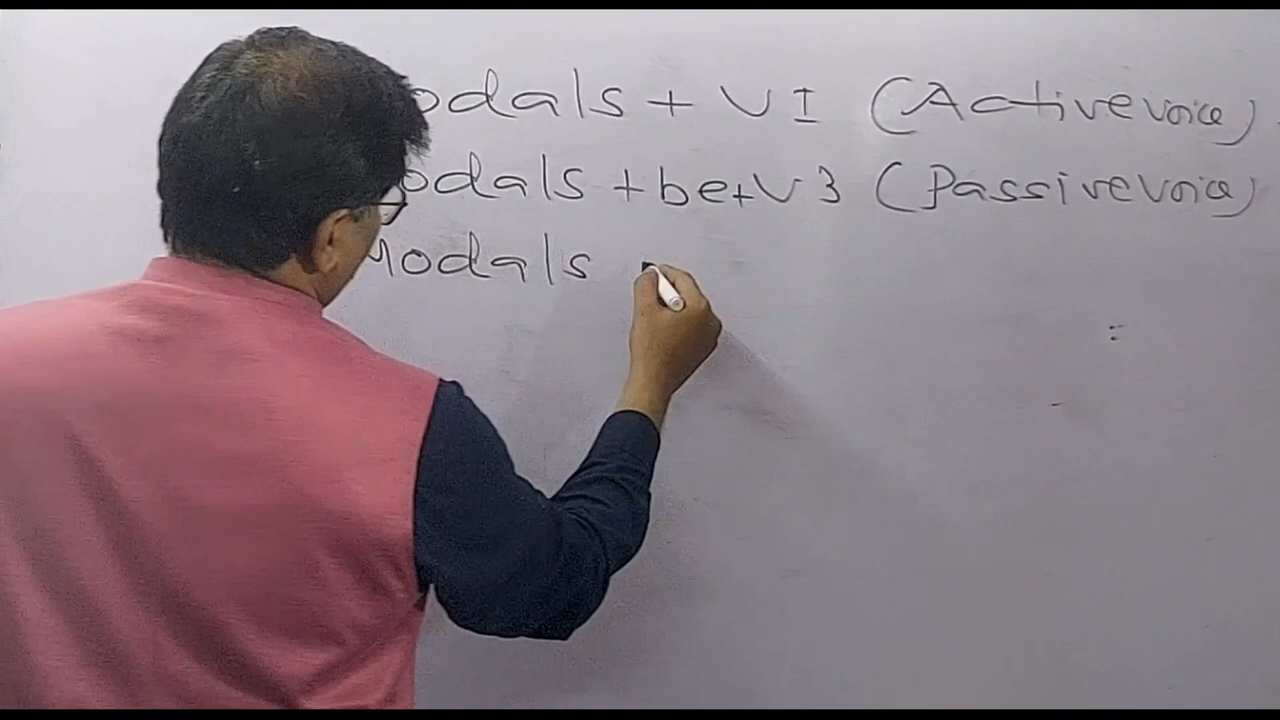 odals + V I (Active voice)
odals + be + V3 (Passive voice)
Modals